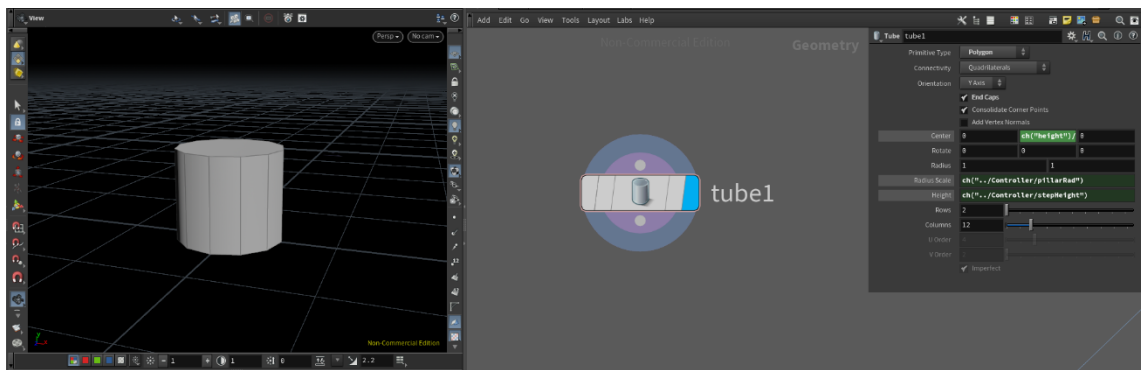 View
Persp
No cam
Non-Commercial Edition
1
1
0
2.2
Add Edit Go View Tools Layout Labs Help
Non-Commercial Edition
Geometry
tube1
Tube tube1
Primitive Type Polygon
Connectivity Quadrilaterals
Orientation Y Axis
End Caps
Consolidate Corner Points
Add Vertex Normals
Center 0 ch("height")/ 0
Rotate 0 0 0
Radius 1 1
Radius Scale ch("../Controller/pillarRad")
Height ch("../Controller/stepHeight")
Rows 2
Columns 12
U Order
V Order
Imperfect